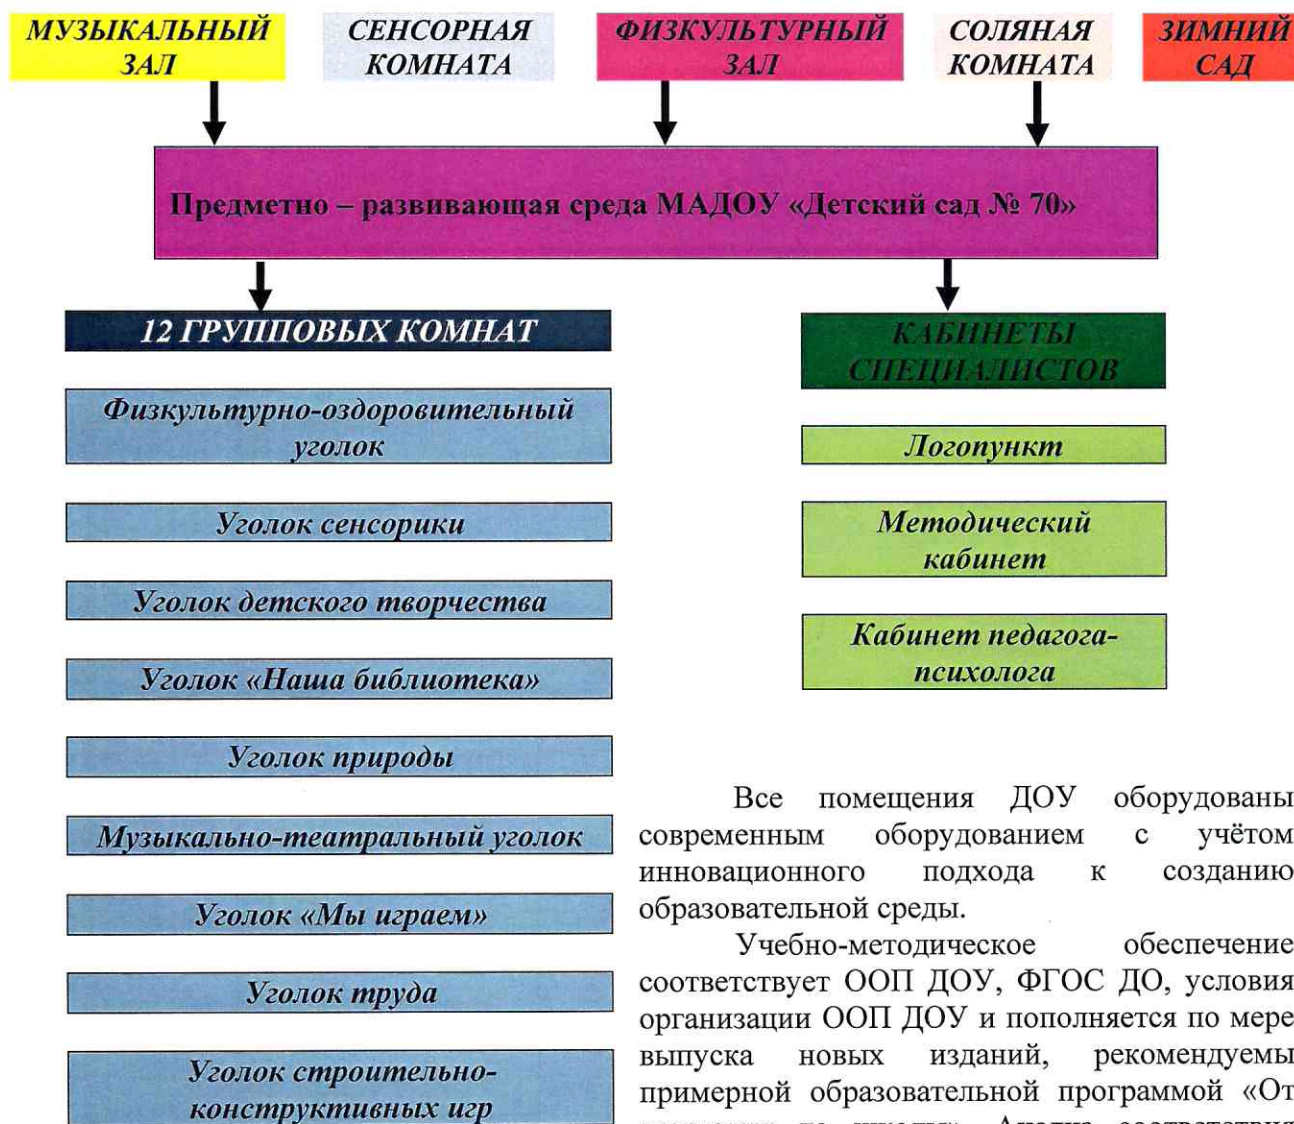 МУЗЫКАЛЬНЫЙ
ЗАЛ
СЕНСОРНАЯ
КОМНАТА
ФИЗКУЛЬТУРНЫЙ
ЗАЛ
СОЛЯНАЯ
КОМНАТА
ЗИМНИЙ
САД
Предметно – развивающая среда МАДОУ «Детский сад № 70»
12 ГРУППОВЫХ КОМНАТ
Физкультурно-оздоровительный
уголок
Уголок сенсорики
Уголок детского творчества
Уголок «Наша библиотека»
Уголок природы
Музыкально-театральный уголок
Уголок «Мы играем»
Уголок труда
Уголок строительно-
конструктивных игр
КАБИНЕТЫ
СПЕЦИАЛИСТОВ
Логопункт
Методический
кабинет
Кабинет педагога-
психолога
Все помещения ДОУ оборудованы
современным оборудованием с учётом
инновационного подхода к созданию
образовательной среды.
Учебно-методическое обеспечение
соответствует ООП ДОУ, ФГОС ДО, условия
организации ООП ДОУ и пополняется по мере
выпуска новых изданий, рекомендуемы
примерной образовательной программой «От